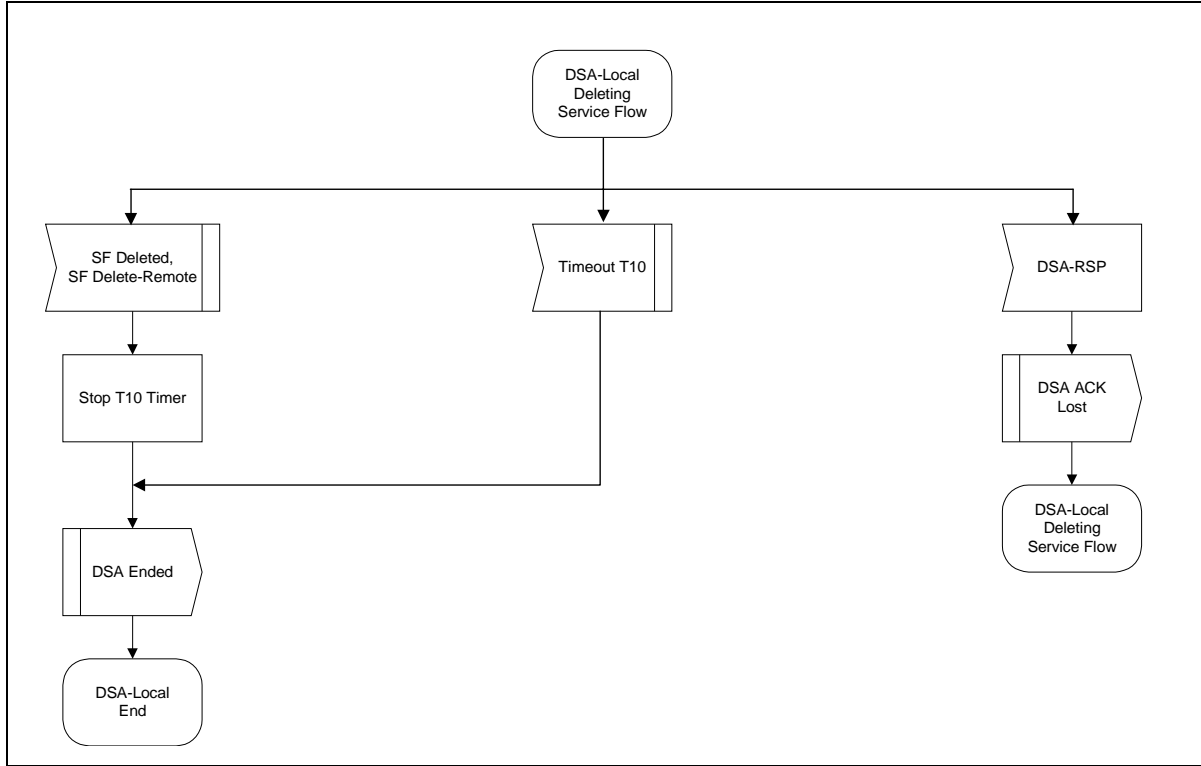 DSA-Local
Deleting
Service Flow
SF Deleted,
SF Delete-Remote
Timeout T10
DSA-RSP
Stop T10 Timer
DSA ACK
Lost
DSA-Local
Deleting
Service Flow
DSA Ended
DSA-Local
End